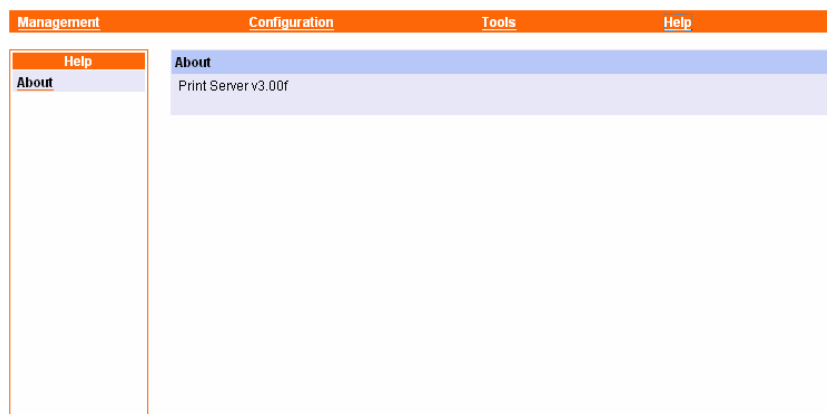 Management Configuration Tools Help
Help
About
About
Print Server v3.00f